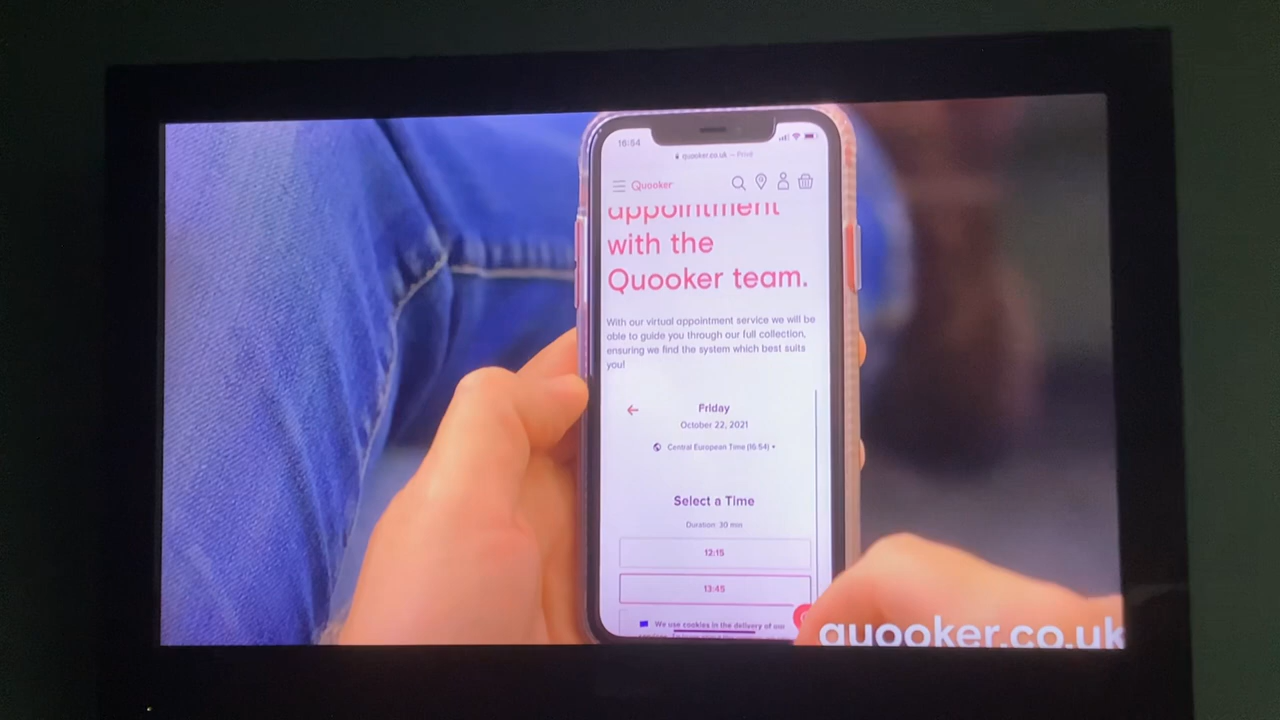 16:54
quooker.co.uk — Privé
Quooker
appointment
with the
Quooker team.
With our virtual appointment service we will be
able to guide you through our full collection,
ensuring we find the system which best suits
you!
Friday
October 22, 2021
Central European Time (16:54)
Select a Time
Duration: 30 min
12:15
13:45
We use cookies in the delivery of our
quooker.co.uk